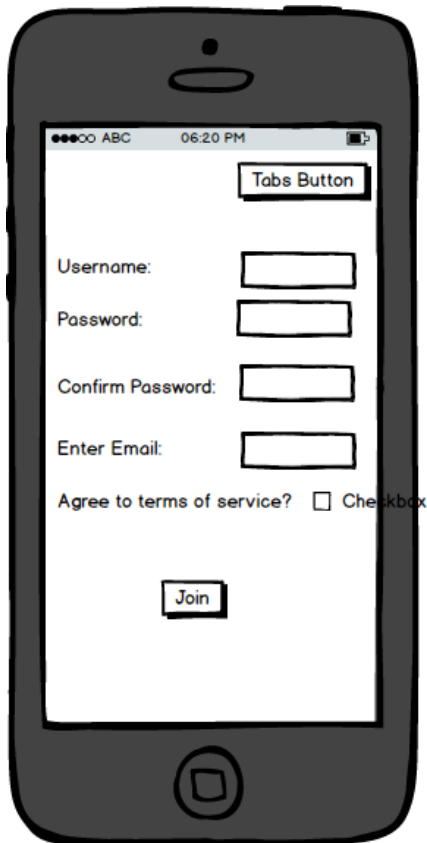 ABC 06:20 PM
Tabs Button
Username:
Password:
Confirm Password:
Enter Email:
Agree to terms of service? Checkbox
Join